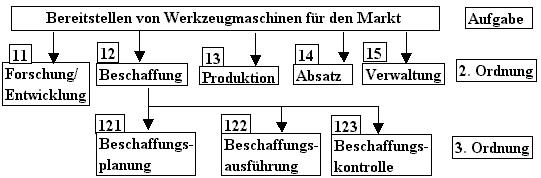 Bereitstellen von Werkzeugmaschinen für den Markt
Aufgabe
11
Forschung/
Entwicklung
12
Beschaffung
13
Produktion
14
Absatz
15
Verwaltung
2. Ordnung
121
Beschaffungs-
planung
122
Beschaffungs-
ausführung
123
Beschaffungs-
kontrolle
3. Ordnung